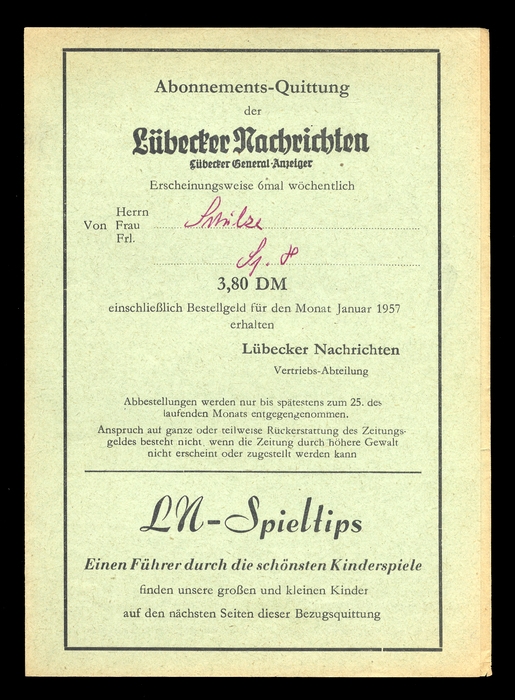 Abonnements-Quittung
der
Lübecker Nachrichten
Lübecker General-Anzeiger
Erscheinungsweise 6mal wöchentlich
Herrn
Von Frau Schulze
Frl.
Sp. 8
3,80 DM
einschließlich Bestellgeld für den Monat Januar 1957
erhalten
Lübecker Nachrichten
Vertriebs-Abteilung
Abbestellungen werden nur bis spätestens zum 25. des
laufenden Monats entgegengenommen.
Anspruch auf ganze oder teilweise Rückerstattung des Zeitungs-
geldes besteht nicht wenn die Zeitung durch höhere Gewalt
nicht erscheint oder zugestellt werden kann
LN-Spieltips
Einen Führer durch die schönsten Kinderspiele
finden unsere großen und kleinen Kinder
auf den nächsten Seiten dieser Bezugsquittung